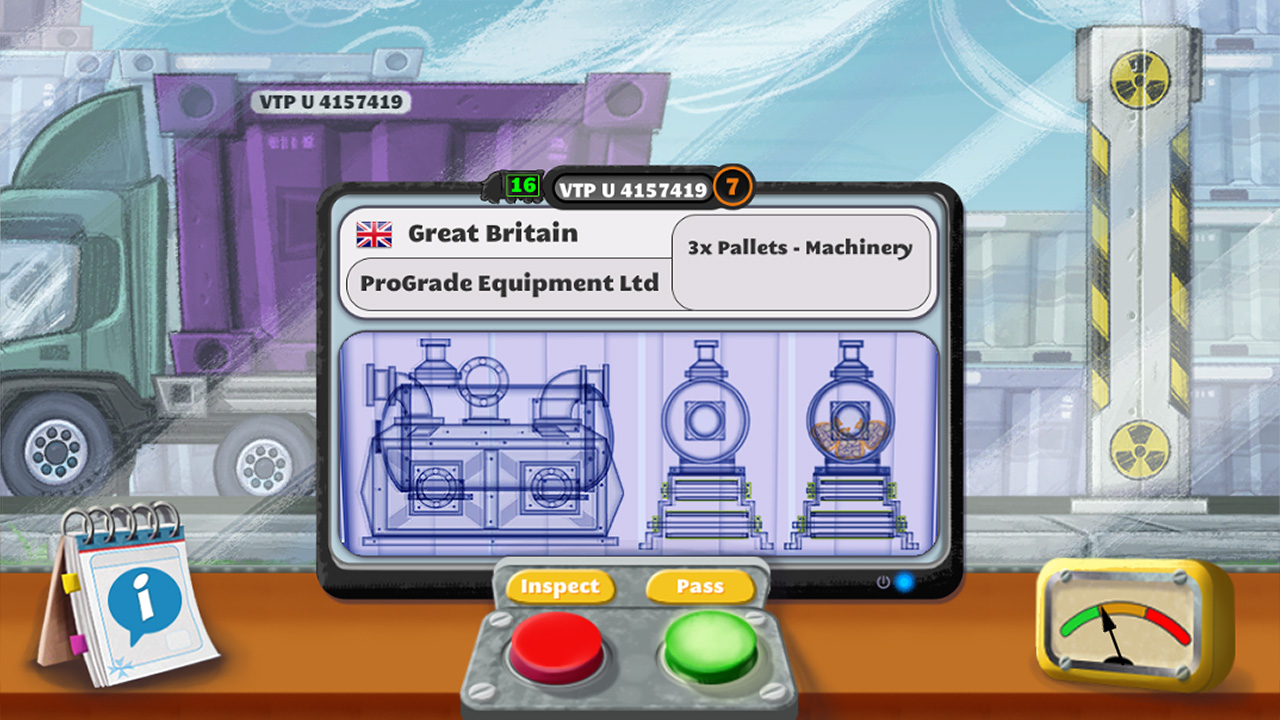 VTP U 4157419
16
VTP U 4157419
7
Great Britain
3x Pallets - Machinery
ProGrade Equipment Ltd
Inspect
Pass
i